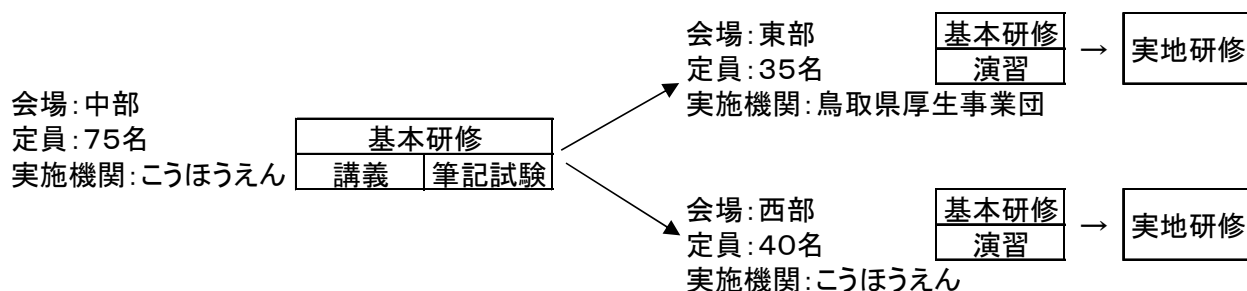 会場：中部
定員：７５名
実施機関：こうほうえん
基本研修
講義 筆記試験
会場：東部
定員：３５名
実施機関：鳥取県厚生事業団
基本研修
演習
→
実地研修
会場：西部
定員：４０名
実施機関：こうほうえん
基本研修
演習
→
実地研修